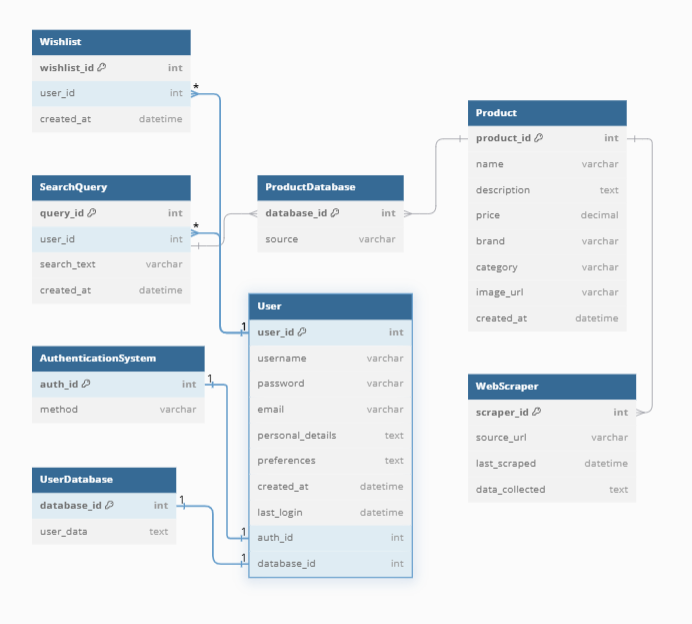 Wishlist
wishlist_id int
user_id int
created_at datetime
*
SearchQuery
query_id int
user_id int
search_text varchar
created_at datetime
*
ProductDatabase
database_id int
source varchar
Product
product_id int
name varchar
description text
price decimal
brand varchar
category varchar
image_url varchar
created_at datetime
User
1
user_id int
username varchar
password varchar
email varchar
personal_details text
preferences text
created_at datetime
last_login datetime
1
auth_id int
1
database_id int
AuthenticationSystem
auth_id int
1
method varchar
UserDatabase
database_id int
1
user_data text
WebScraper
scraper_id int
source_url varchar
last_scraped datetime
data_collected text